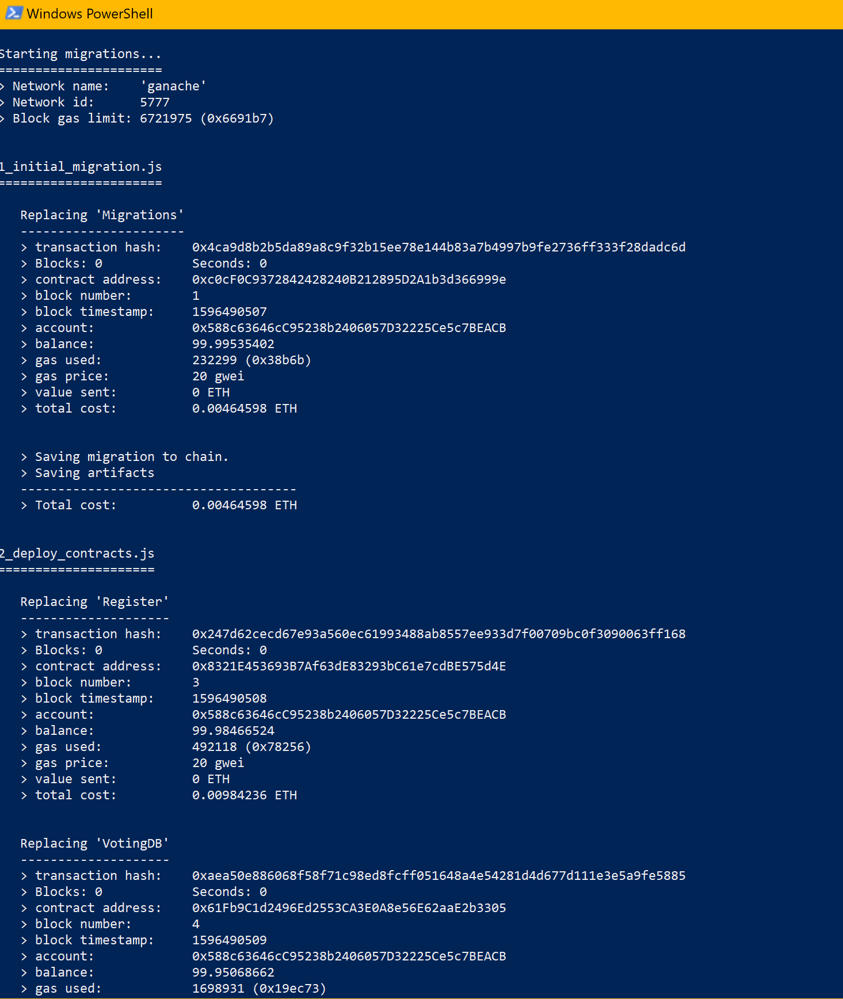 Windows PowerShell
Starting migrations...
======================
> Network name:    'ganache'
> Network id:      5777
> Block gas limit: 6721975 (0x6691b7)
1_initial_migration.js
======================
Replacing 'Migrations'
----------------------
> transaction hash:    0x4ca9d8b2b5da89a8c9f32b15ee78e144b83a7b4997b9fe2736ff333f28dadc6d
> Blocks: 0            Seconds: 0
> contract address:    0xc0cF0C9372842428240B212895D2A1b3d366999e
> block number:        1
> block timestamp:     1596490507
> account:             0x588c63646cC95238b2406057D32225Ce5c7BEACB
> balance:             99.99535402
> gas used:            232299 (0x38b6b)
> gas price:           20 gwei
> value sent:          0 ETH
> total cost:          0.00464598 ETH
> Saving migration to chain.
> Saving artifacts
-------------------------------------
> Total cost:          0.00464598 ETH
2_deploy_contracts.js
=====================
Replacing 'Register'
--------------------
> transaction hash:    0x247d62cecd67e93a560ec61993488ab8557ee933d7f00709bc0f3090063ff168
> Blocks: 0            Seconds: 0
> contract address:    0x8321E453693B7Af63dE83293bC61e7cdBE575d4E
> block number:        3
> block timestamp:     1596490508
> account:             0x588c63646cC95238b2406057D32225Ce5c7BEACB
> balance:             99.98466524
> gas used:            492118 (0x78256)
> gas price:           20 gwei
> value sent:          0 ETH
> total cost:          0.00984236 ETH
Replacing 'VotingDB'
--------------------
> transaction hash:    0xaea50e886068f58f71c98ed8fcff051648a4e54281d4d677d111e3e5a9fe5885
> Blocks: 0            Seconds: 0
> contract address:    0x61Fb9C1d2496Ed2553CA3E0A8e56E62aaE2b3305
> block number:        4
> block timestamp:     1596490509
> account:             0x588c63646cC95238b2406057D32225Ce5c7BEACB
> balance:             99.95068662
> gas used:            1698931 (0x19ec73)